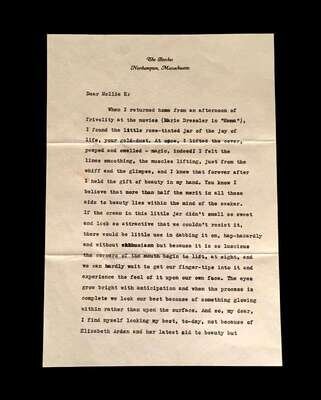 The Beeches
Northampton, Massachusetts
Dear Mollie K:
When I returned home from an afternoon of
frivolity at the movies (Marie Dressler in "Emma"),
I found the little rose-tinted jar of the joy of
life, your gold-dust. At once, I lifted the cover,
peeped and smelled - magic, indeed! I felt the
lines smoothing, the muscles lifting, just from the
whiff and the glimpse, and I knew that forever after
I held the gift of beauty in my hand. You know I
believe that more than half the merit in all these
aids to beauty lies within the mind of the seeker.
If the cream in this little jar didn't smell so sweet
and look so attractive that we couldn't resist it,
there would be little use in dabbing it on, hap-hazardly
and without enthusiasm but because it is so luscious
the corners of the mouth begin to lift, at sight, and
we can hardly wait to get our finger-tips into it and
experience the feel of it upon our own face. The eyes
grow bright with anticipation and when the process is
complete we look our best because of something glowing
within rather than upon the surface. And so, my dear,
I find myself looking my best, to-day, not because of
Elizabeth Arden and her latest aid to beauty but